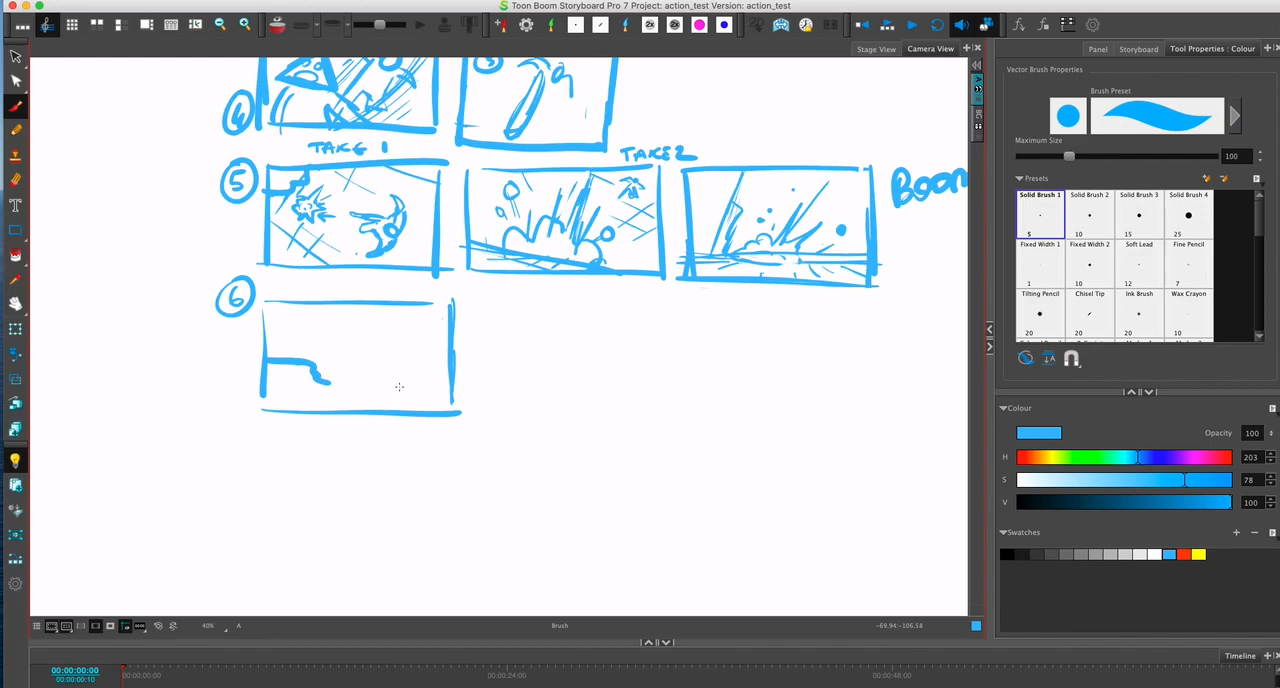 Toon Boom Storyboard Pro 7 Project: action_test Version: action_test
2x 2x
Stage View
Camera View
Panel
Storyboard
Tool Properties : Colour
Vector Brush Properties
Brush Preset
Maximum Size
100
Presets
Solid Brush 1
Solid Brush 2
Solid Brush 3
Solid Brush 4
5
10
15
25
Fixed Width 1
Fixed Width 2
Soft Lead
Fine Pencil
1
10
12
7
Tilting Pencil
Chisel Tip
Ink Brush
Wax Crayon
20
20
20
10
TAKE 1
TAKE 2
5
BOOM
6
Colour
Opacity 100
H 203
S 78
V 100
Swatches
40%
A
Brush
-69.94:-106.58
Timeline
00:00:00:00
00:00:00:10
00:00:00:00
00:00:24:00
00:00:48:00